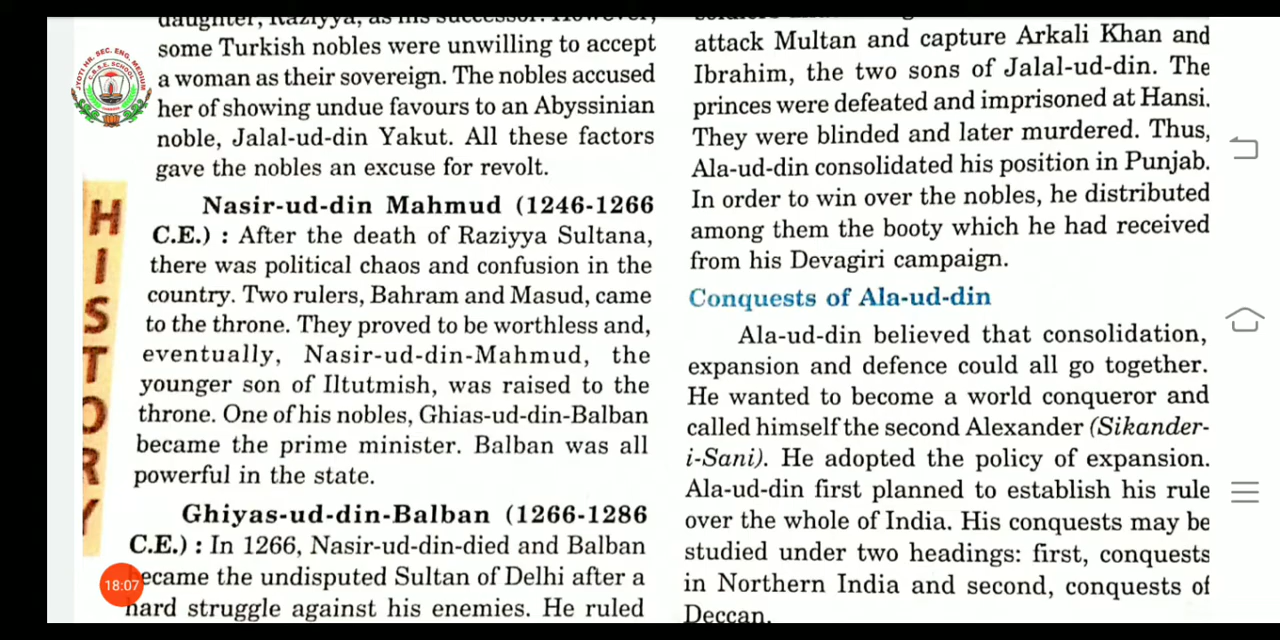 daughter, Raziyya, as his successor. However,
some Turkish nobles were unwilling to accept
a woman as their sovereign. The nobles accused
her of showing undue favours to an Abyssinian
noble, Jalal-ud-din Yakut. All these factors
gave the nobles an excuse for revolt.
Nasir-ud-din Mahmud (1246-1266
C.E.) : After the death of Raziyya Sultana,
there was political chaos and confusion in the
country. Two rulers, Bahram and Masud, came
to the throne. They proved to be worthless and,
eventually, Nasir-ud-din-Mahmud, the
younger son of Iltutmish, was raised to the
throne. One of his nobles, Ghias-ud-din-Balban
became the prime minister. Balban was all
powerful in the state.
Ghiyas-ud-din-Balban (1266-1286
C.E.) : In 1266, Nasir-ud-din-died and Balban
ecame the undisputed Sultan of Delhi after a
hard struggle against his enemies. He ruled
attack Multan and capture Arkali Khan and
Ibrahim, the two sons of Jalal-ud-din. The
princes were defeated and imprisoned at Hansi.
They were blinded and later murdered. Thus,
Ala-ud-din consolidated his position in Punjab.
In order to win over the nobles, he distributed
among them the booty which he had received
from his Devagiri campaign.
Conquests of Ala-ud-din
Ala-ud-din believed that consolidation,
expansion and defence could all go together.
He wanted to become a world conqueror and
called himself the second Alexander (Sikander-
i-Sani). He adopted the policy of expansion.
Ala-ud-din first planned to establish his rule
over the whole of India. His conquests may be
studied under two headings: first, conquests
in Northern India and second, conquests of
Deccan.
HISTORY
18:07
JYOTI HR. SEC. ENG. MEDIUM
C.B.S.E. SCHOOL